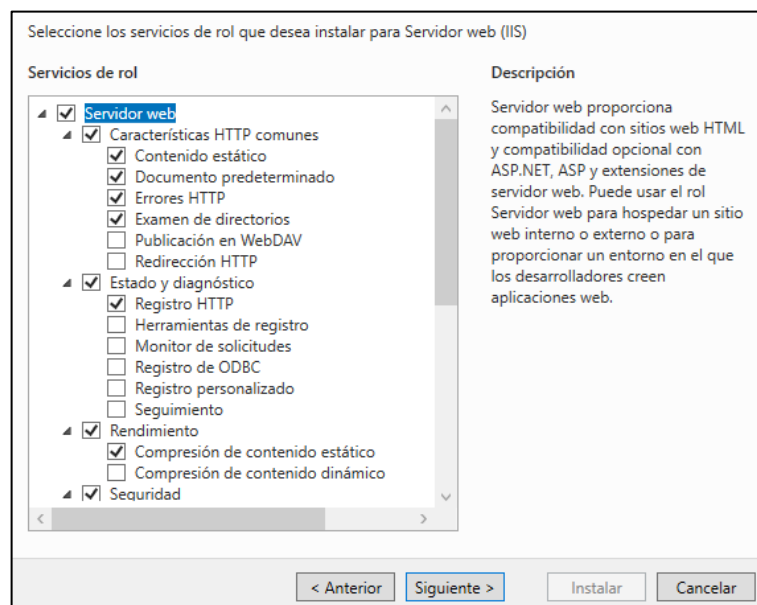 Seleccione los servicios de rol que desea instalar para Servidor web (IIS)
Servicios de rol
Servidor web
Características HTTP comunes
Contenido estático
Documento predeterminado
Errores HTTP
Examen de directorios
Publicación en WebDAV
Redirección HTTP
Estado y diagnóstico
Registro HTTP
Herramientas de registro
Monitor de solicitudes
Registro de ODBC
Registro personalizado
Seguimiento
Rendimiento
Compresión de contenido estático
Compresión de contenido dinámico
Seguridad
Descripción
Servidor web proporciona
compatibilidad con sitios web HTML
y compatibilidad opcional con
ASP.NET, ASP y extensiones de
servidor web. Puede usar el rol
Servidor web para hospedar un sitio
web interno o externo o para
proporcionar un entorno en el que
los desarrolladores creen
aplicaciones web.
< Anterior Siguiente > Instalar Cancelar